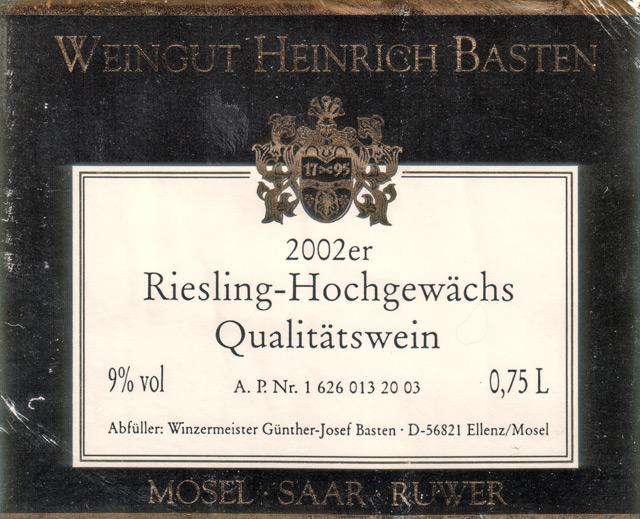 WEINGUT HEINRICH BASTEN
17 95
2002er
Riesling-Hochgewächs
Qualitätswein
9% vol A. P. Nr. 1 626 013 20 03 0,75 L
Abfüller: Winzermeister Günther-Josef Basten · D-56821 Ellenz/Mosel
MOSEL · SAAR · RUWER